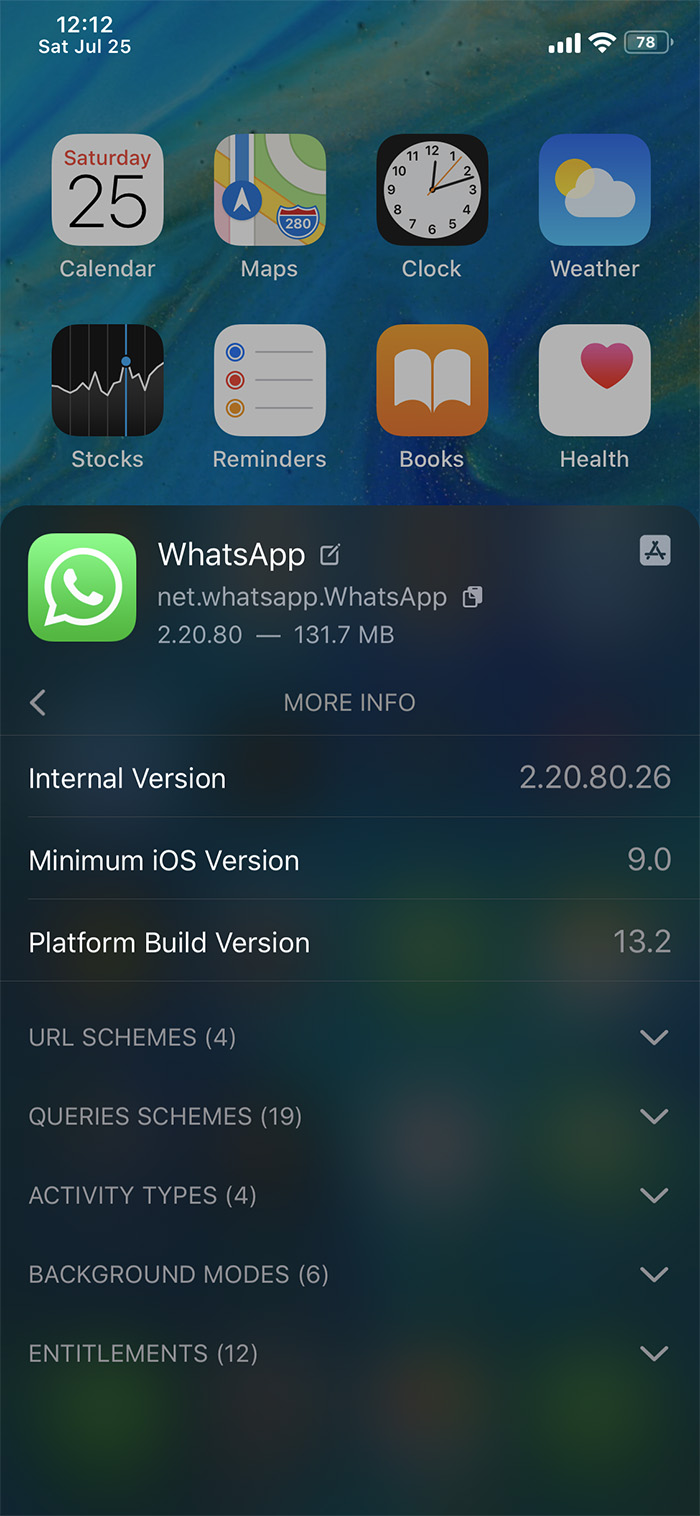 12:12
Sat Jul 25
78
Saturday
25
280
12
11 1
10 2
9 3
8 4
7 5
6
Calendar Maps Clock Weather
Stocks Reminders Books Health
WhatsApp
net.whatsapp.WhatsApp
2.20.80 — 131.7 MB
MORE INFO
Internal Version 2.20.80.26
Minimum iOS Version 9.0
Platform Build Version 13.2
URL SCHEMES (4)
QUERIES SCHEMES (19)
ACTIVITY TYPES (4)
BACKGROUND MODES (6)
ENTITLEMENTS (12)